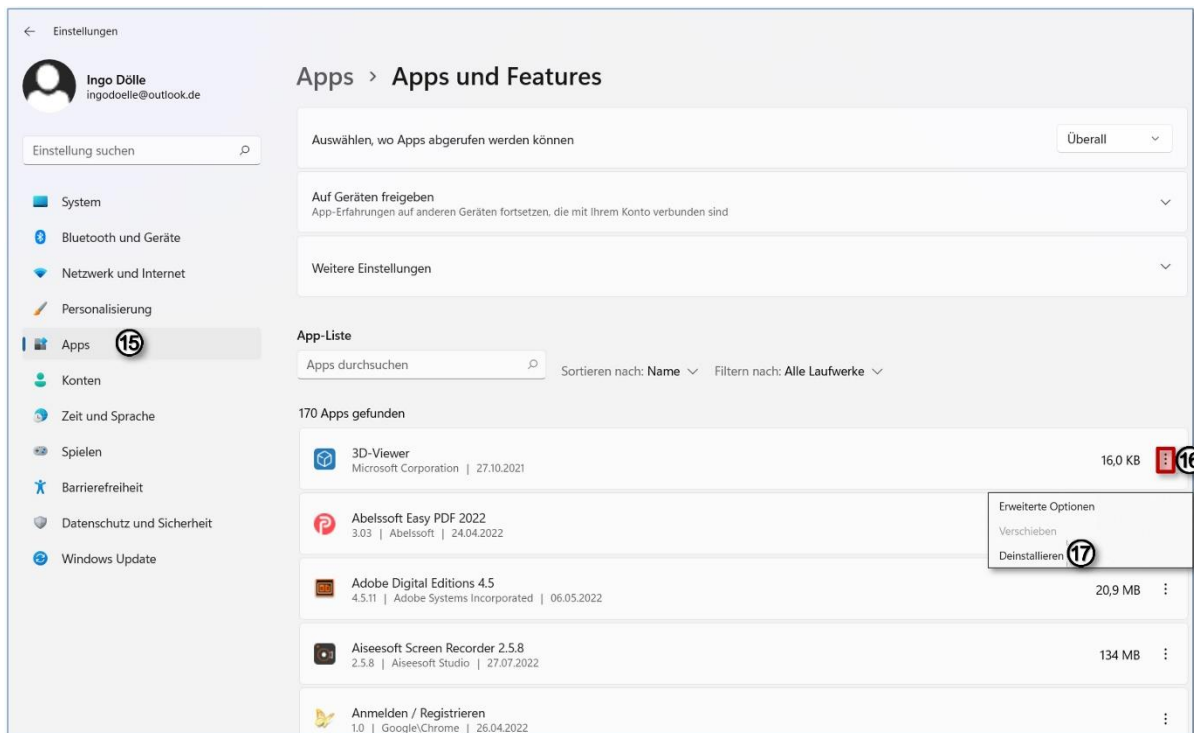 Einstellungen
Ingo Dölle
ingodoelle@outlook.de
Einstellung suchen
System
Bluetooth und Geräte
Netzwerk und Internet
Personalisierung
Apps 15
Konten
Zeit und Sprache
Spielen
Barrierefreiheit
Datenschutz und Sicherheit
Windows Update
Apps > Apps und Features
Auswählen, wo Apps abgerufen werden können Überall
Auf Geräten freigeben
App-Erfahrungen auf anderen Geräten fortsetzen, die mit Ihrem Konto verbunden sind
Weitere Einstellungen
App-Liste
Apps durchsuchen Sortieren nach: Name Filtern nach: Alle Laufwerke
170 Apps gefunden
3D-Viewer
Microsoft Corporation | 27.10.2021
16,0 KB 16
Erweiterte Optionen
Verschieben
Deinstallieren 17
Abelssoft Easy PDF 2022
3.03 | Abelssoft | 24.04.2022
Adobe Digital Editions 4.5
4.5.11 | Adobe Systems Incorporated | 06.05.2022
20,9 MB
Aiseesoft Screen Recorder 2.5.8
2.5.8 | Aiseesoft Studio | 27.07.2022
134 MB
Anmelden / Registrieren
1.0 | Google\Chrome | 26.04.2022